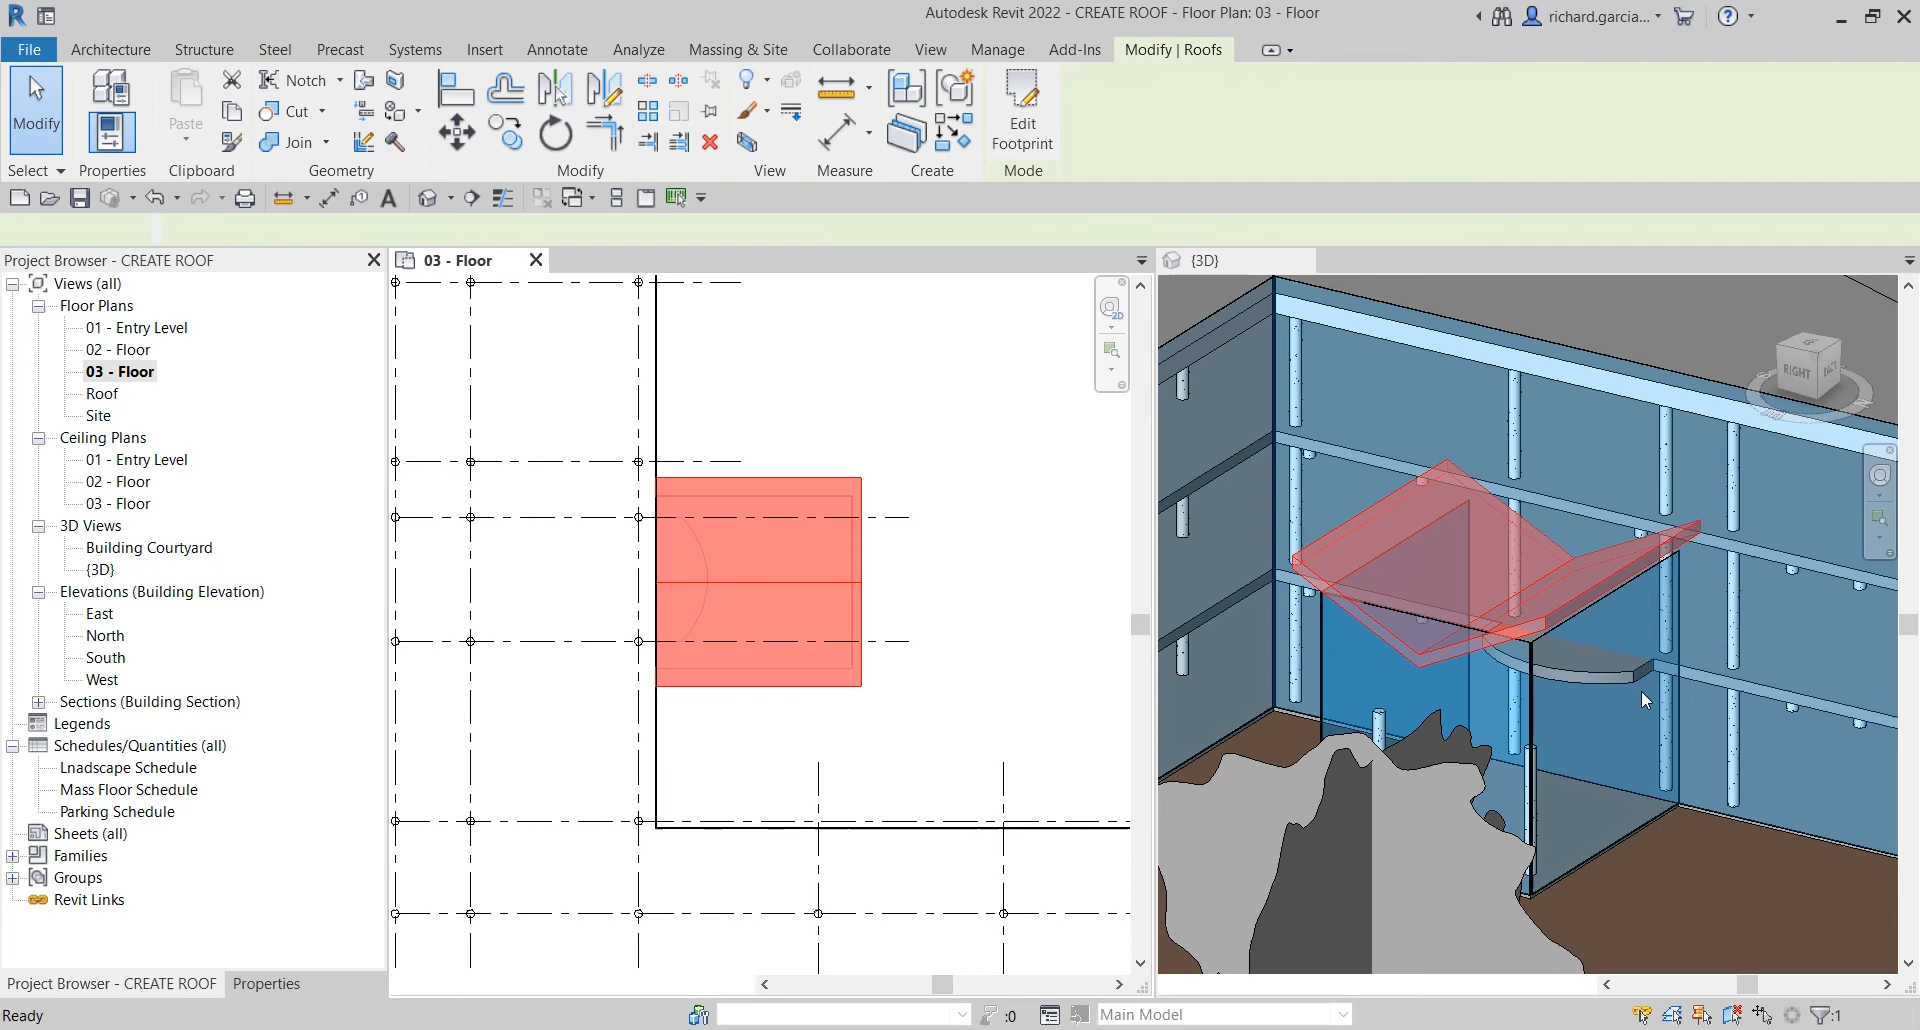 Autodesk Revit 2022 - CREATE ROOF - Floor Plan: 03 - Floor
richard.garcia...
File Architecture Structure Steel Precast Systems Insert Annotate Analyze Massing & Site Collaborate View Manage Add-Ins Modify | Roofs
Modify
Paste
Notch
Cut
Join
Edit
Footprint
Select Properties Clipboard Geometry Modify View Measure Create Mode
Project Browser - CREATE ROOF
03 - Floor
{3D}
Views (all)
Floor Plans
01 - Entry Level
02 - Floor
03 - Floor
Roof
Site
Ceiling Plans
01 - Entry Level
02 - Floor
03 - Floor
3D Views
Building Courtyard
{3D}
Elevations (Building Elevation)
East
North
South
West
Sections (Building Section)
Legends
Schedules/Quantities (all)
Lnadscape Schedule
Mass Floor Schedule
Parking Schedule
Sheets (all)
Families
Groups
Revit Links
2D
RIGHT
Project Browser - CREATE ROOF
Properties
Ready
:0
Main Model
:1